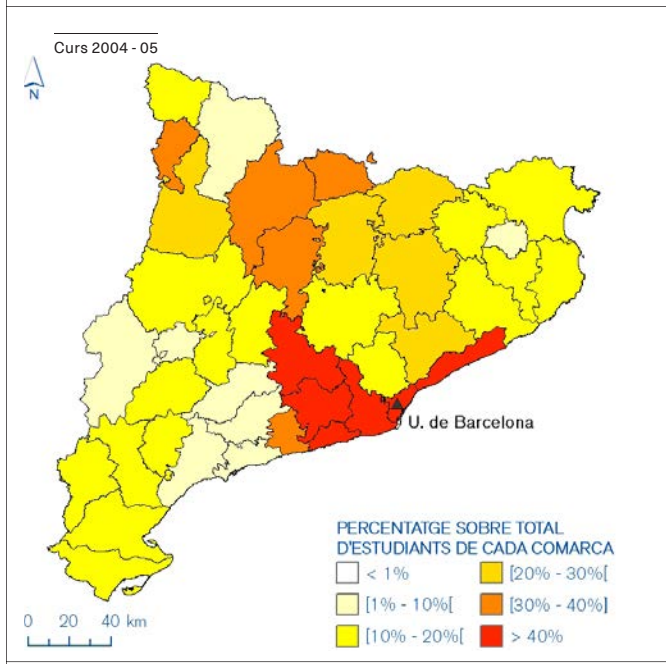 Curs 2004 - 05
N
U. de Barcelona
PERCENTATGE SOBRE TOTAL
D'ESTUDIANTS DE CADA COMARCA
< 1%
[20% - 30%[
[1% - 10%[
[30% - 40%]
[10% - 20%[
> 40%
0 20 40 km